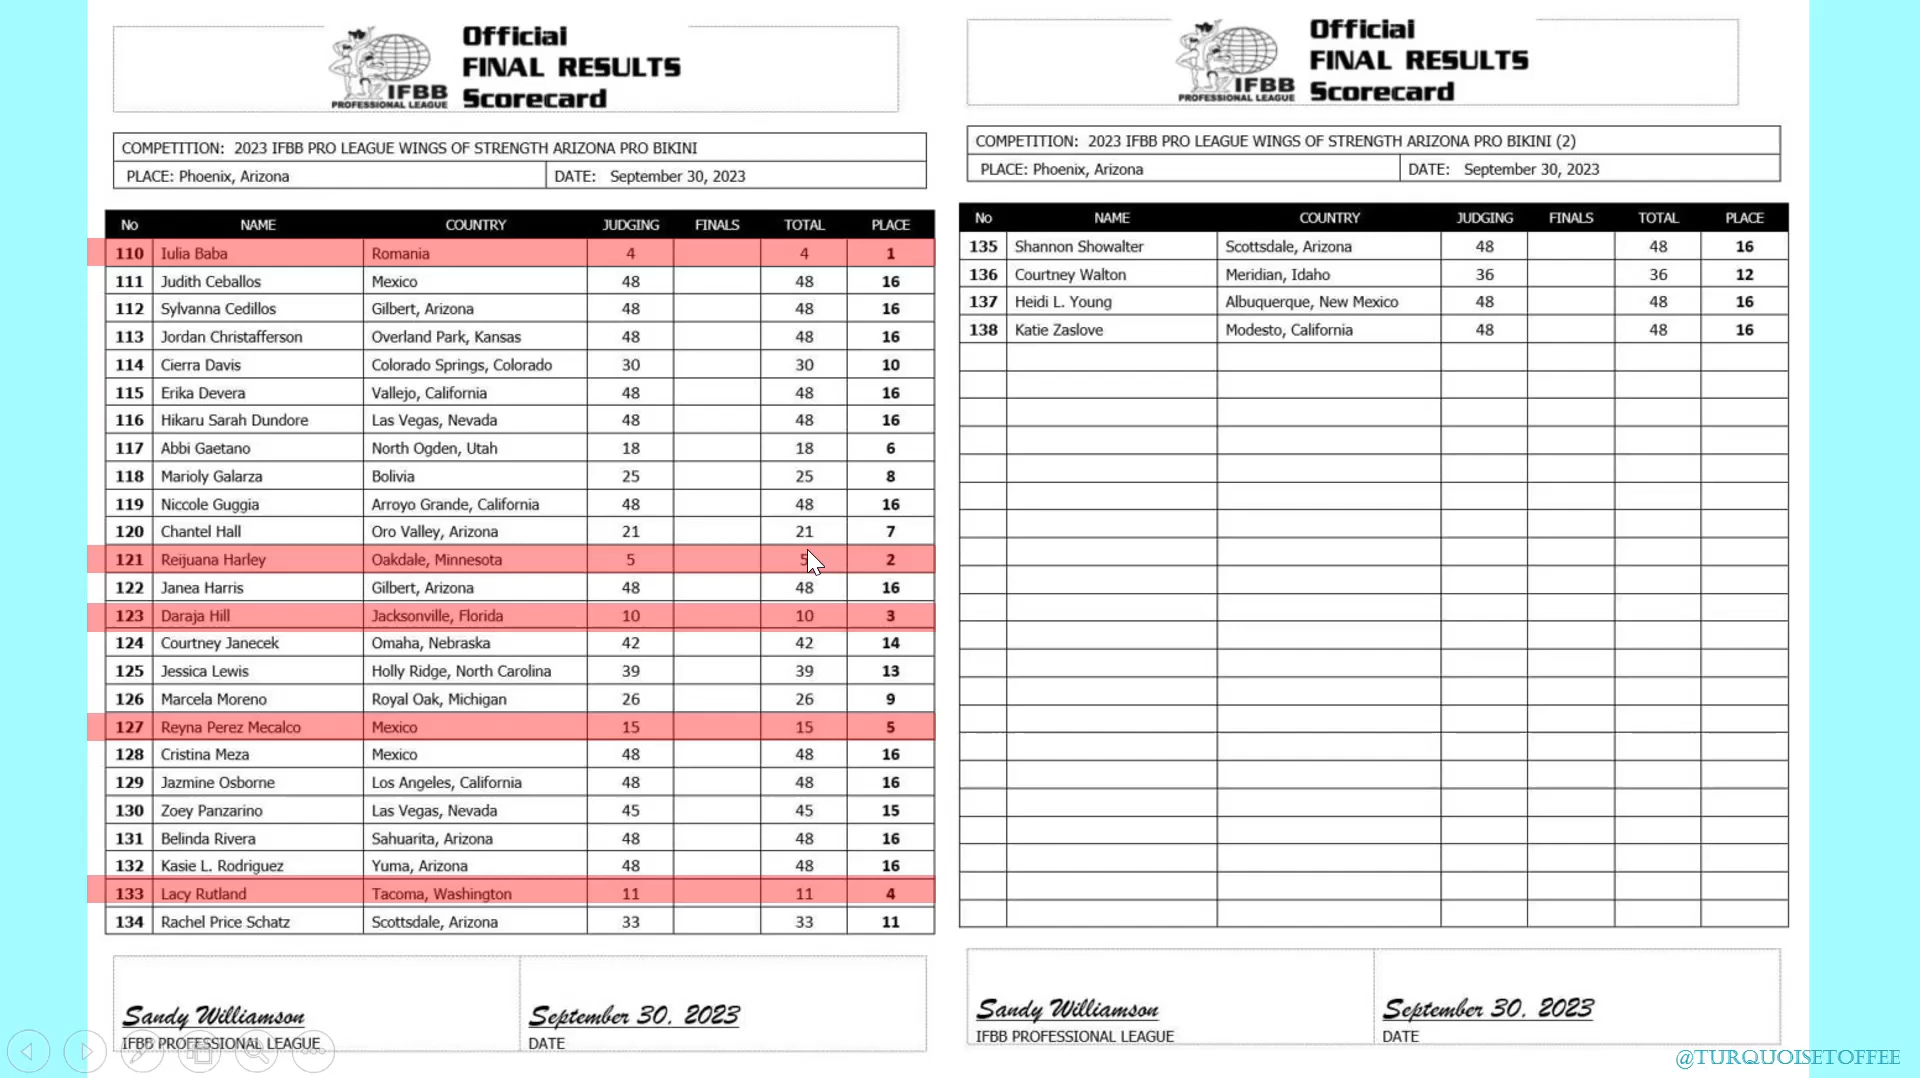 Official
FINAL RESULTS
Scorecard
IFBB
PROFESSIONAL LEAGUE
COMPETITION: 2023 IFBB PRO LEAGUE WINGS OF STRENGTH ARIZONA PRO BIKINI
PLACE: Phoenix, Arizona DATE: September 30, 2023
No NAME COUNTRY JUDGING FINALS TOTAL PLACE
110 Iulia Baba Romania 4 4 1
111 Judith Ceballos Mexico 48 48 16
112 Sylvanna Cedillos Gilbert, Arizona 48 48 16
113 Jordan Christafferson Overland Park, Kansas 48 48 16
114 Cierra Davis Colorado Springs, Colorado 30 30 10
115 Erika Devera Vallejo, California 48 48 16
116 Hikaru Sarah Dundore Las Vegas, Nevada 48 48 16
117 Abbi Gaetano North Ogden, Utah 18 18 6
118 Marioly Galarza Bolivia 25 25 8
119 Niccole Guggia Arroyo Grande, California 48 48 16
120 Chantel Hall Oro Valley, Arizona 21 21 7
121 Reijuana Harley Oakdale, Minnesota 5 5 2
122 Janea Harris Gilbert, Arizona 48 48 16
123 Daraja Hill Jacksonville, Florida 10 10 3
124 Courtney Janecek Omaha, Nebraska 42 42 14
125 Jessica Lewis Holly Ridge, North Carolina 39 39 13
126 Marcela Moreno Royal Oak, Michigan 26 26 9
127 Reyna Perez Mecalco Mexico 15 15 5
128 Cristina Meza Mexico 48 48 16
129 Jazmine Osborne Los Angeles, California 48 48 16
130 Zoey Panzarino Las Vegas, Nevada 45 45 15
131 Belinda Rivera Sahuarita, Arizona 48 48 16
132 Kasie L. Rodriguez Yuma, Arizona 48 48 16
133 Lacy Rutland Tacoma, Washington 11 11 4
134 Rachel Price Schatz Scottsdale, Arizona 33 33 11
Sandy Williamson September 30, 2023
IFBB PROFESSIONAL LEAGUE DATE
Official
FINAL RESULTS
Scorecard
IFBB
PROFESSIONAL LEAGUE
COMPETITION: 2023 IFBB PRO LEAGUE WINGS OF STRENGTH ARIZONA PRO BIKINI (2)
PLACE: Phoenix, Arizona DATE: September 30, 2023
No NAME COUNTRY JUDGING FINALS TOTAL PLACE
135 Shannon Showalter Scottsdale, Arizona 48 48 16
136 Courtney Walton Meridian, Idaho 36 36 12
137 Heidi L. Young Albuquerque, New Mexico 48 48 16
138 Katie Zaslove Modesto, California 48 48 16
Sandy Williamson September 30, 2023
IFBB PROFESSIONAL LEAGUE DATE
@TURQUOISETOFFEE